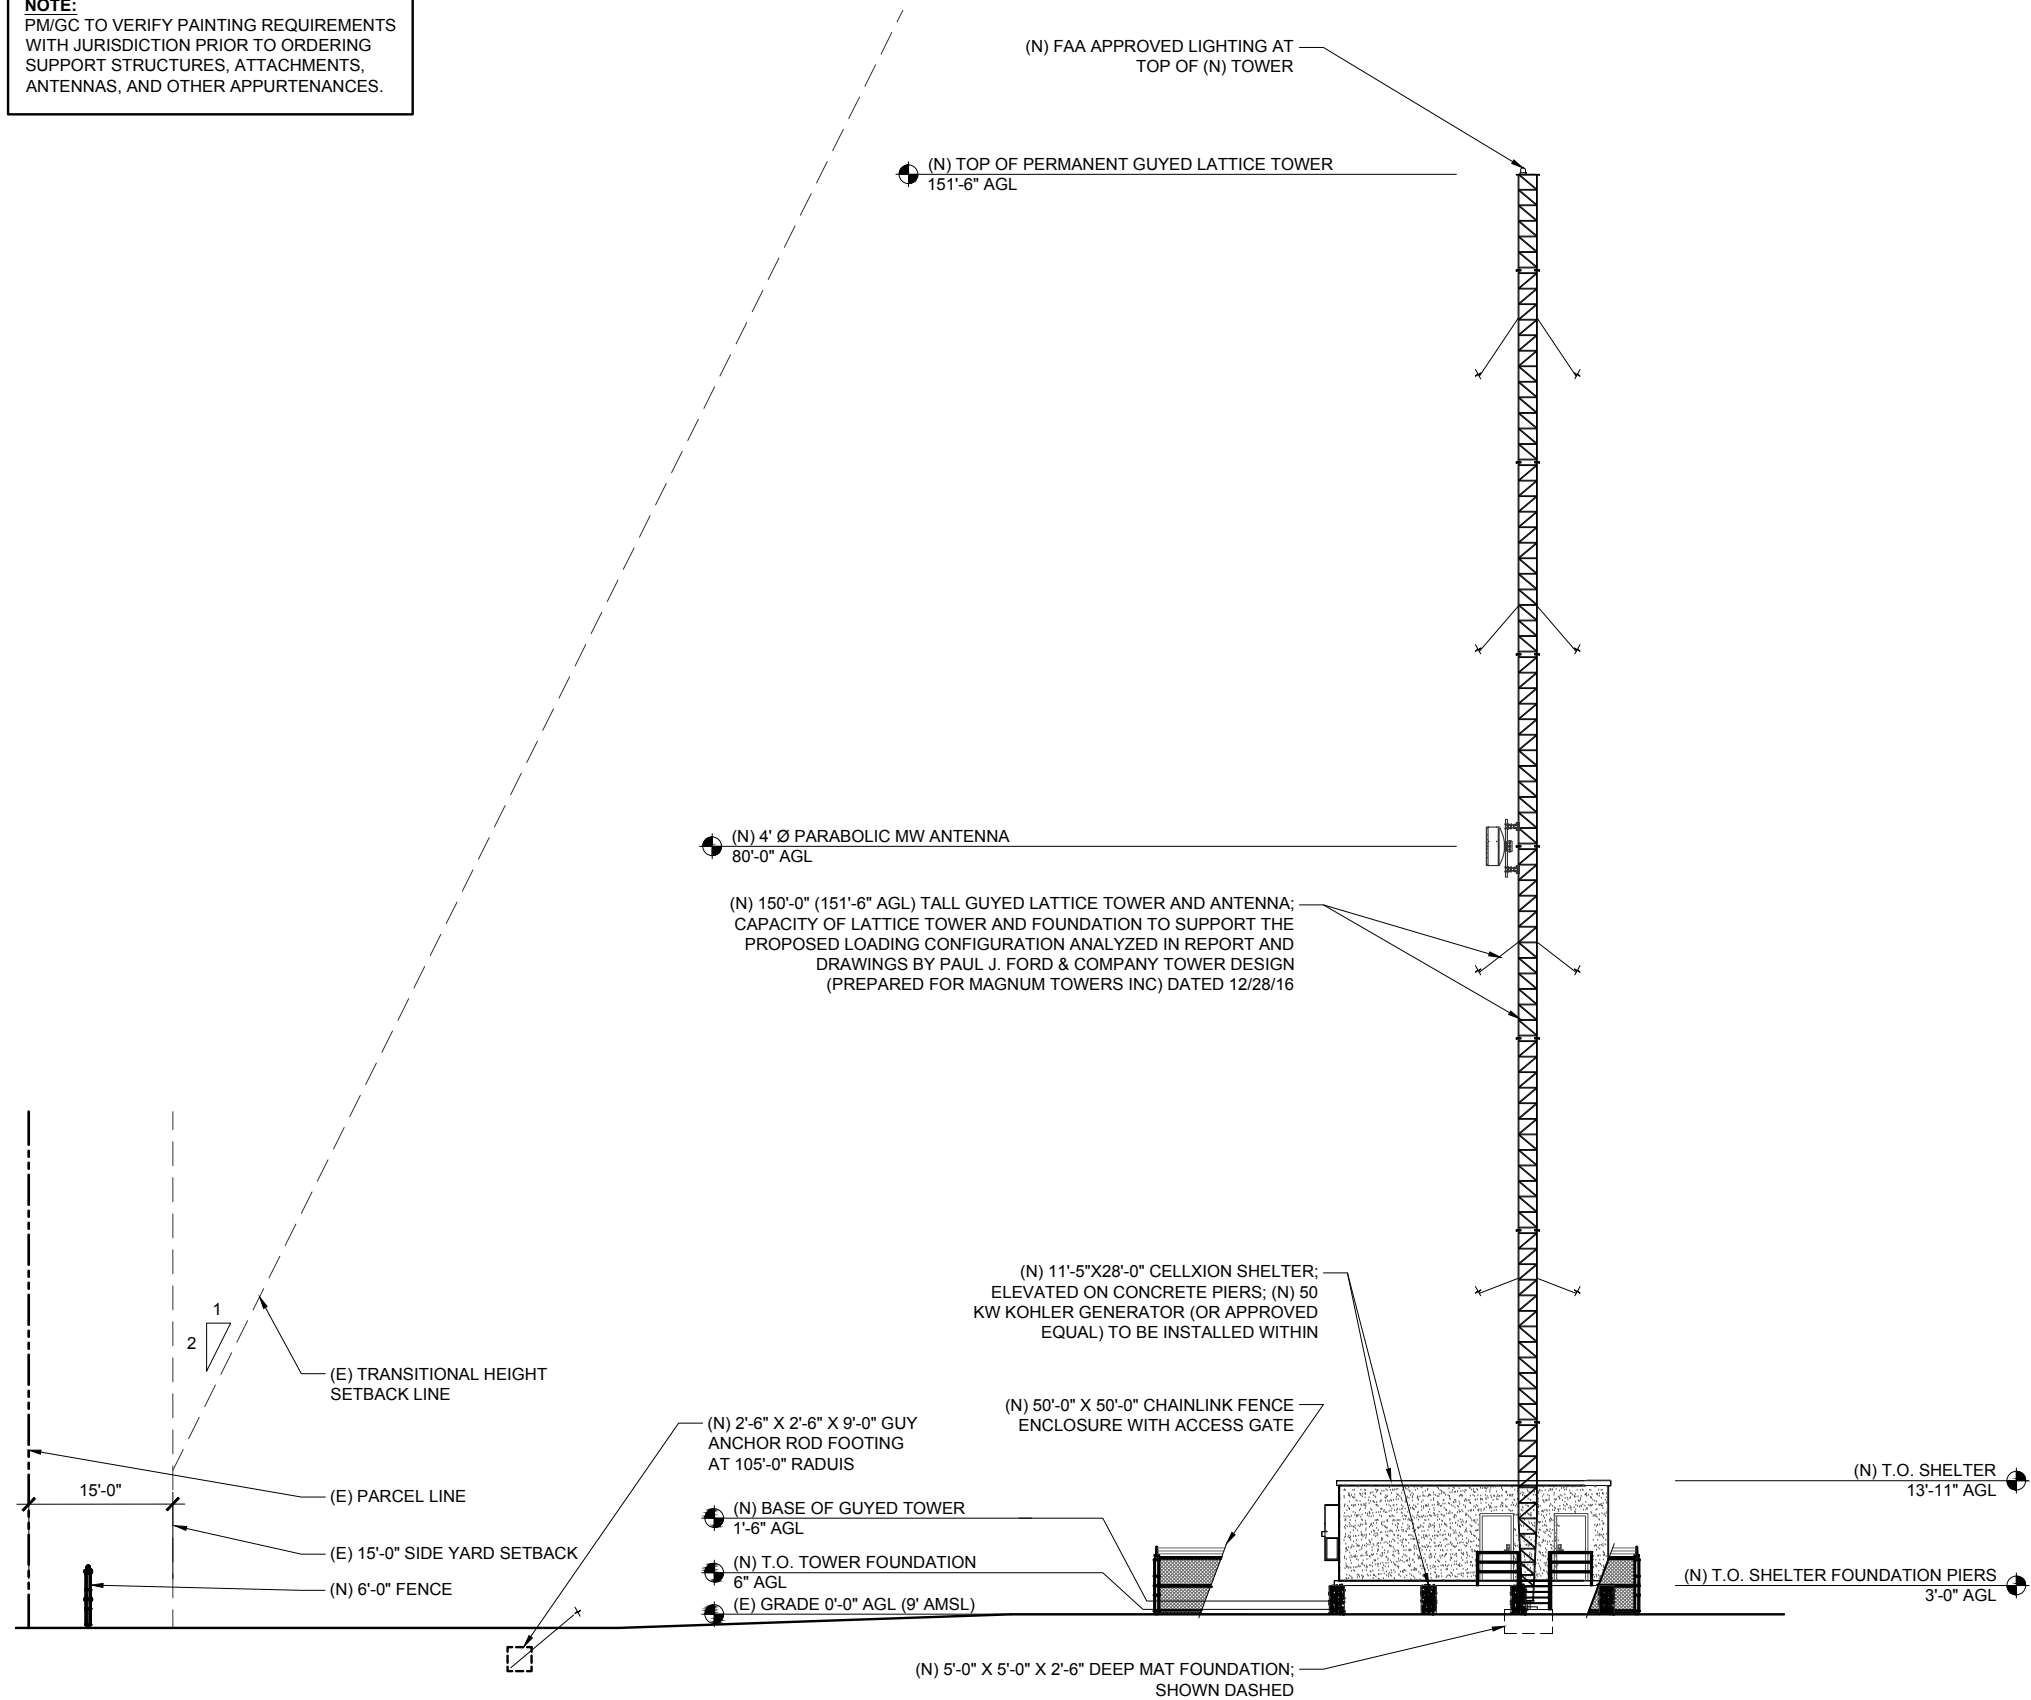 NOTE:
PM/GC TO VERIFY PAINTING REQUIREMENTS
WITH JURISDICTION PRIOR TO ORDERING
SUPPORT STRUCTURES, ATTACHMENTS,
ANTENNAS, AND OTHER APPURTENANCES.
(N) FAA APPROVED LIGHTING AT
TOP OF (N) TOWER
(N) TOP OF PERMANENT GUYED LATTICE TOWER
151'-6" AGL
(N) 4' Ø PARABOLIC MW ANTENNA
80'-0" AGL
(N) 150'-0" (151'-6" AGL) TALL GUYED LATTICE TOWER AND ANTENNA;
CAPACITY OF LATTICE TOWER AND FOUNDATION TO SUPPORT THE
PROPOSED LOADING CONFIGURATION ANALYZED IN REPORT AND
DRAWINGS BY PAUL J. FORD & COMPANY TOWER DESIGN
(PREPARED FOR MAGNUM TOWERS INC) DATED 12/28/16
(N) 11'-5"X28'-0" CELLXION SHELTER;
ELEVATED ON CONCRETE PIERS; (N) 50
KW KOHLER GENERATOR (OR APPROVED
EQUAL) TO BE INSTALLED WITHIN
1
2
(E) TRANSITIONAL HEIGHT
SETBACK LINE
(N) 50'-0" X 50'-0" CHAINLINK FENCE
ENCLOSURE WITH ACCESS GATE
(N) 2'-6" X 2'-6" X 9'-0" GUY
ANCHOR ROD FOOTING
AT 105'-0" RADUIS
15'-0"
(E) PARCEL LINE
(N) T.O. SHELTER
13'-11" AGL
(N) BASE OF GUYED TOWER
1'-6" AGL
(E) 15'-0" SIDE YARD SETBACK
(N) T.O. TOWER FOUNDATION
6" AGL
(N) 6'-0" FENCE
(E) GRADE 0'-0" AGL (9' AMSL)
(N) T.O. SHELTER FOUNDATION PIERS
3'-0" AGL
(N) 5'-0" X 5'-0" X 2'-6" DEEP MAT FOUNDATION;
SHOWN DASHED